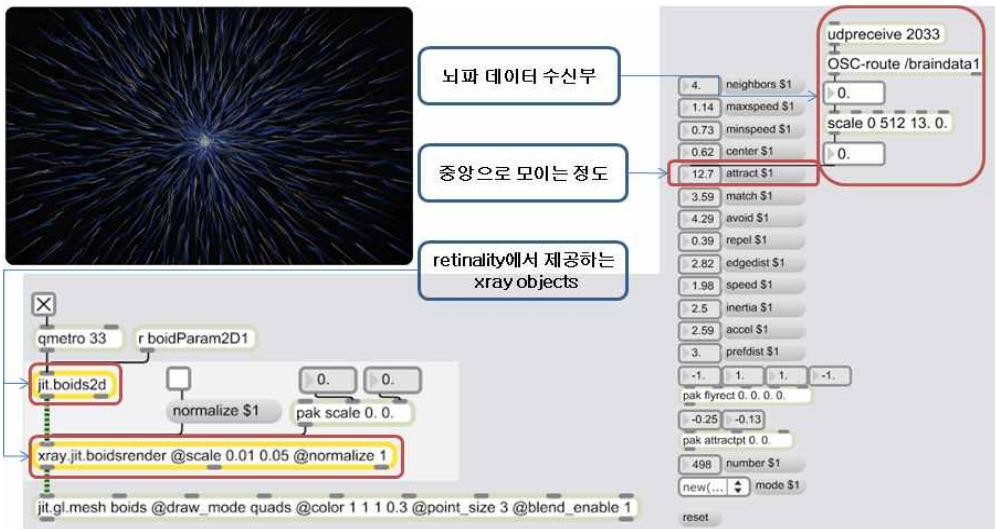 뇌파 데이터 수신부
중앙으로 모이는 정도
retinality에서 제공하는
xray objects
udpreceive 2033
OSC-route /braindata1
0.
scale 0 512 13. 0.
0.
4. neighbors $1
1.14 maxspeed $1
0.73 minspeed $1
0.62 center $1
12.7 attract $1
3.59 match $1
4.29 avoid $1
0.39 repel $1
2.82 edgedist $1
1.98 speed $1
2.5 inertia $1
2.59 accel $1
3. prefdist $1
-1. 1. 1. -1.
pak flyrect 0. 0. 0. 0.
-0.25 -0.13
pak attractpt 0. 0.
498 number $1
new(... mode $1
reset
qmetro 33 r boidParam2D1
jit.boids2d
0. 0.
normalize $1 pak scale 0. 0.
xray.jit.boidsrender @scale 0.01 0.05 @normalize 1
jit.gl.mesh boids @draw_mode quads @color 1 1 1 0.3 @point_size 3 @blend_enable 1